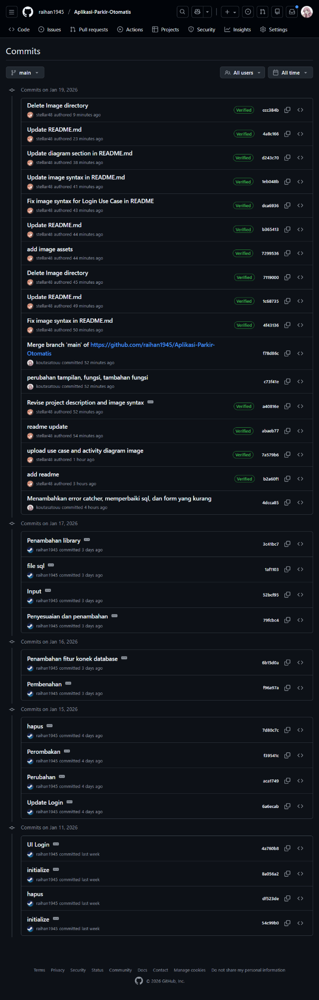 raihan1945 / Aplikasi-Parkir-Otomatis
Code Issues Pull requests Actions Projects Security Insights Settings
Commits
main All users All time
Commits on Jan 19, 2026
Delete Image directory
stellar48 authored 9 minutes ago
Verified ccc384b
Update README.md
stellar48 authored 23 minutes ago
Verified 4a8c166
Update diagram section in README.md
stellar48 authored 38 minutes ago
Verified d243c70
Update image syntax in README.md
stellar48 authored 41 minutes ago
Verified 1eb048b
Fix image syntax for Login Use Case in README
stellar48 authored 43 minutes ago
Verified dca6936
Update README.md
stellar48 authored 44 minutes ago
Verified b365413
add image assets
stellar48 authored 44 minutes ago
Verified 7299536
Delete Image directory
stellar48 authored 45 minutes ago
Verified 7119000
Update README.md
stellar48 authored 49 minutes ago
Verified 1c68735
Fix image syntax in README.md
stellar48 authored 50 minutes ago
Verified 4f43136
Merge branch 'main' of https://github.com/raihan1945/Aplikasi-Parkir-
Otomatis
koutasatouu committed 52 minutes ago
f78d86c
perubahan tampilan, fungsi, tambahan fungsi
koutasatouu committed 52 minutes ago
c73f41e
Revise project description and image syntax
stellar48 authored 52 minutes ago
Verified a40816e
readme update
stellar48 authored 54 minutes ago
Verified abaeb77
upload use case and activity diagram image
stellar48 authored 1 hour ago
Verified 7a579b6
add readme
stellar48 authored 3 hours ago
Verified b2a60f1
Menambahkan error catcher, memperbaiki sql, dan form yang kurang
koutasatouu committed 4 hours ago
4dcca85
Commits on Jan 17, 2026
Penambahan library
raihan1945 committed 3 days ago
3c41bc7
file sql
raihan1945 committed 3 days ago
1af1103
Input
raihan1945 committed 3 days ago
52bcf95
Penyesuaian dan penambahan
raihan1945 committed 3 days ago
79fcbc4
Commits on Jan 16, 2026
Penambahan fitur konek database
raihan1945 committed 3 days ago
6b15d0a
Pembenahan
raihan1945 committed 3 days ago
f96a97a
Commits on Jan 15, 2026
hapus
raihan1945 committed 4 days ago
7d80c7c
Perombakan
raihan1945 committed 4 days ago
f39541c
Perubahan
raihan1945 committed 4 days ago
aca1749
Update Login
raihan1945 committed 4 days ago
6a6ecab
Commits on Jan 11, 2026
UI Login
raihan1945 committed last week
4a760b8
initialize
raihan1945 committed last week
8a056a2
hapus
raihan1945 committed last week
df523de
initialize
raihan1945 committed last week
54c99b0
Terms Privacy Security Status Community Docs Contact Manage cookies Do not share my personal information
© 2026 GitHub, Inc.